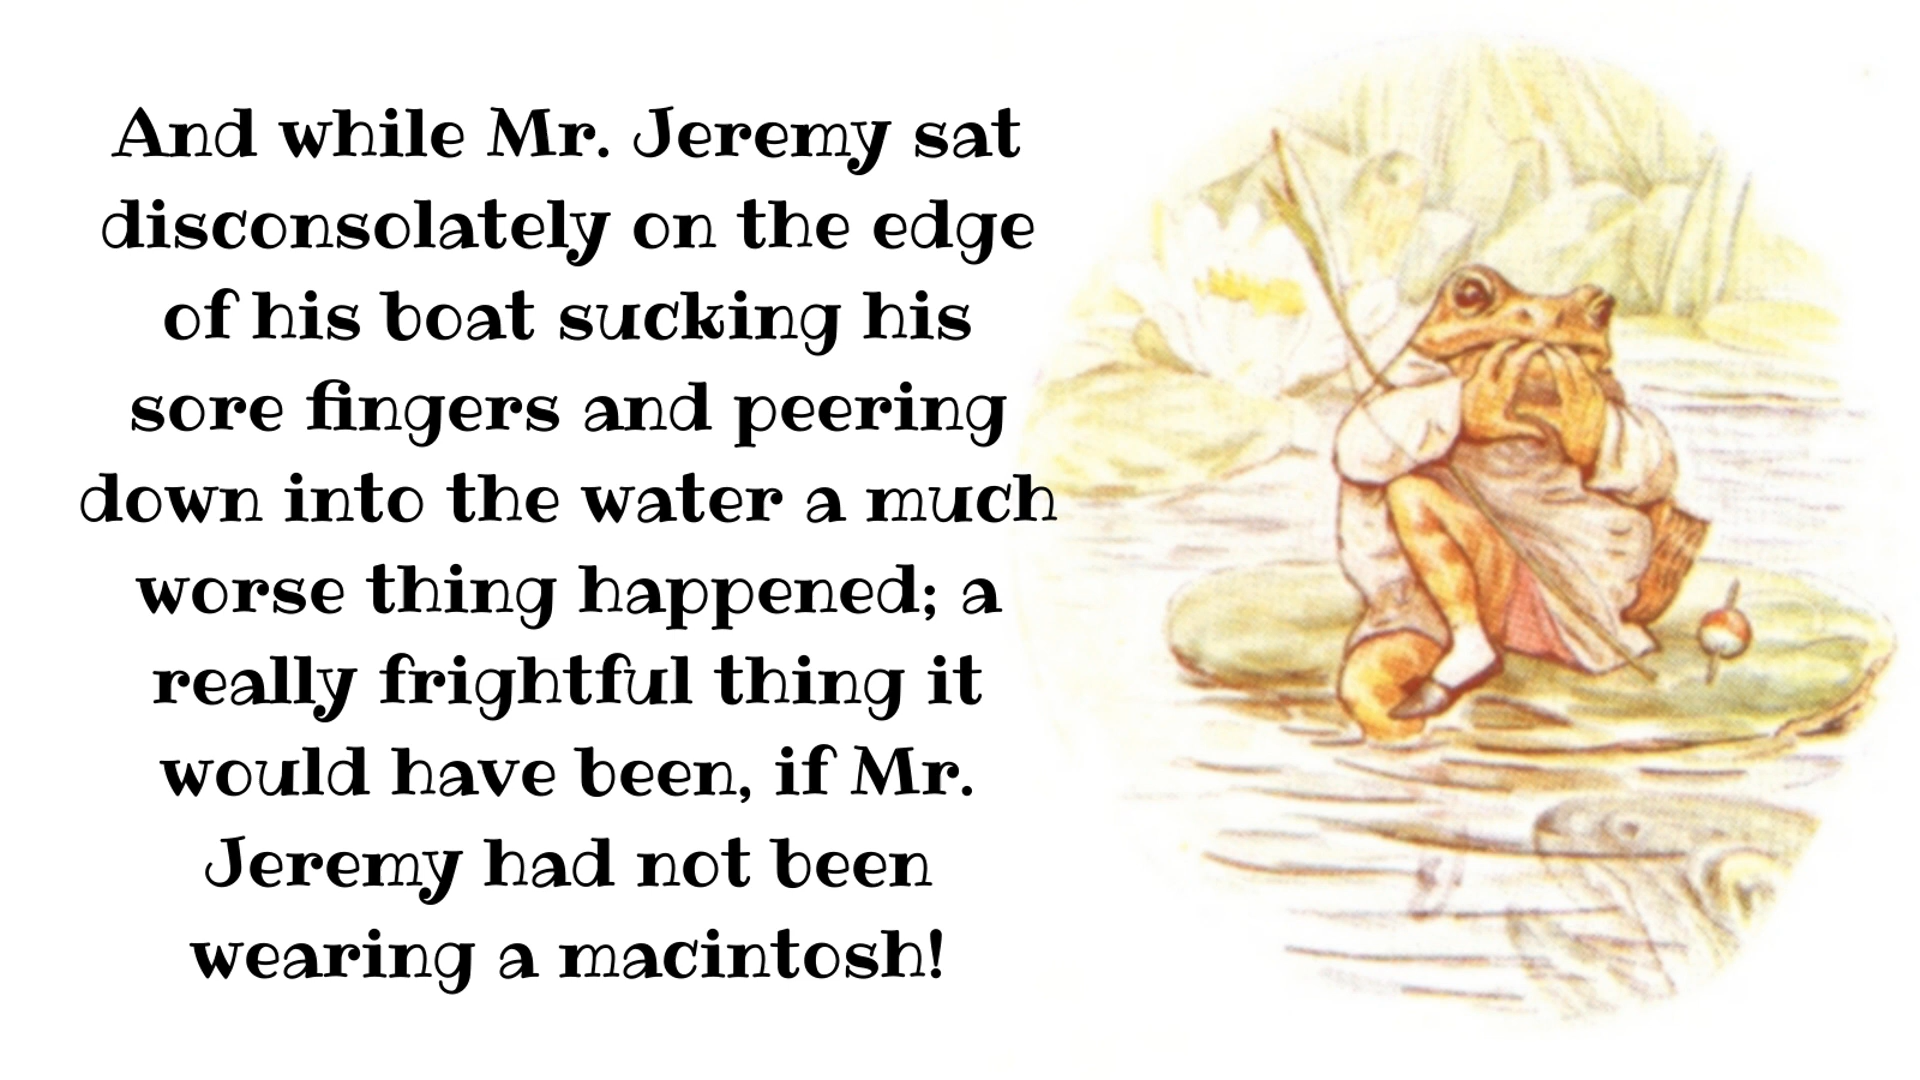 And while Mr. Jeremy sat
disconsolately on the edge
of his boat sucking his
sore fingers and peering
down into the water a much
worse thing happened; a
really frightful thing it
would have been, if Mr.
Jeremy had not been
wearing a macintosh!